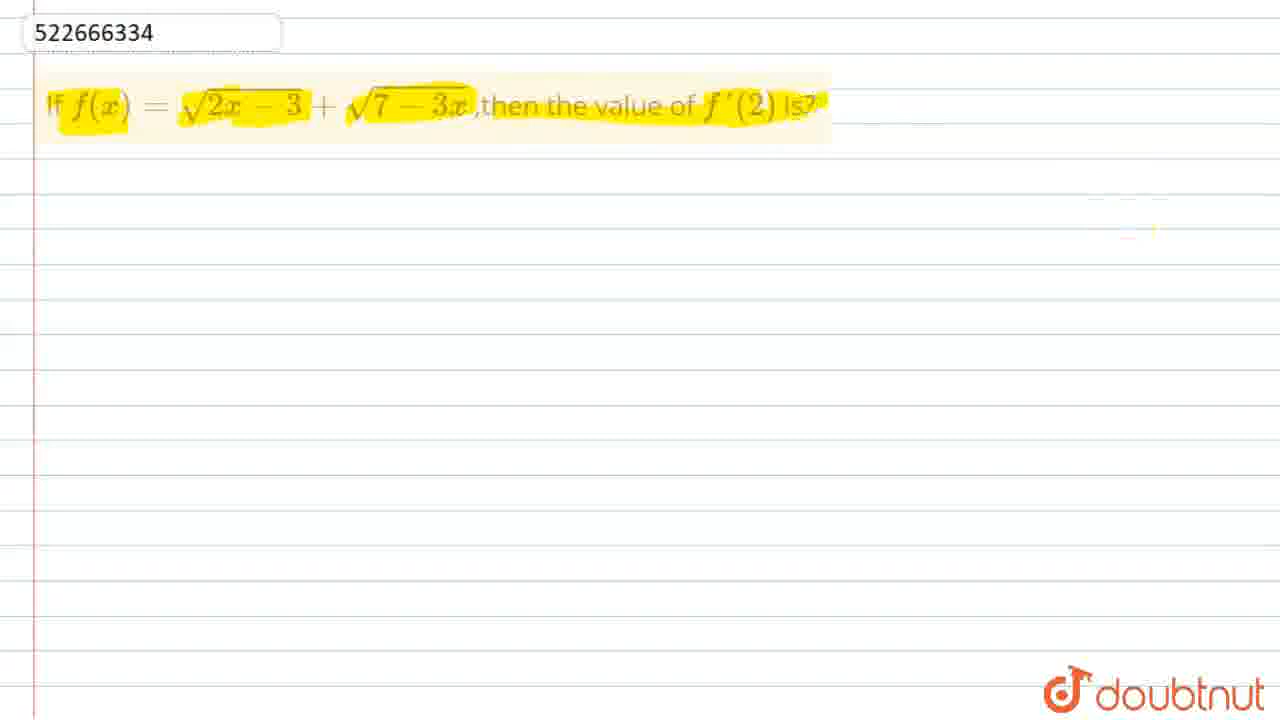 522666334
If f(x) = √(2x − 3) + √(7 − 3x) ,then the value of f'(2) Is?
doubtnut